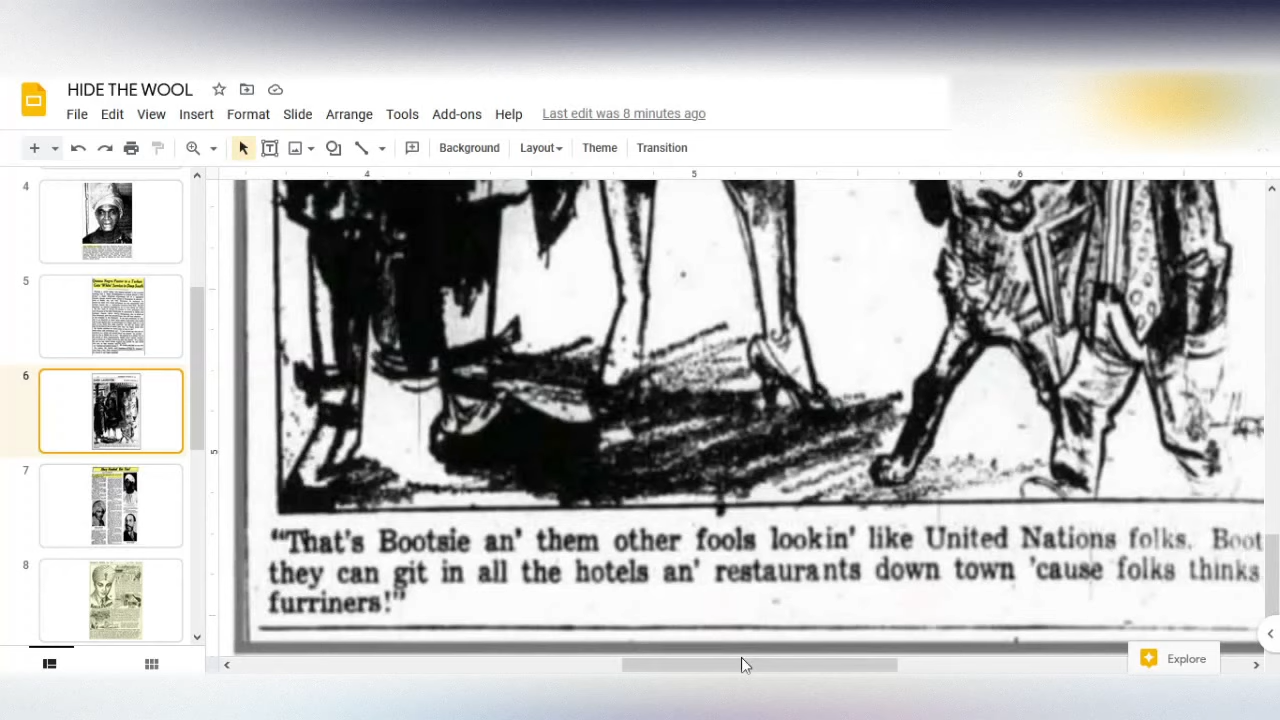 HIDE THE WOOL
File Edit View Insert Format Slide Arrange Tools Add-ons Help Last edit was 8 minutes ago
Background Layout Theme Transition
4 5 6
4
5
6
7
8
5
"That's Bootsie an' them other fools lookin' like United Nations folks. Boot
they can git in all the hotels an' restaurants down town 'cause folks thinks
furriners!"
Explore